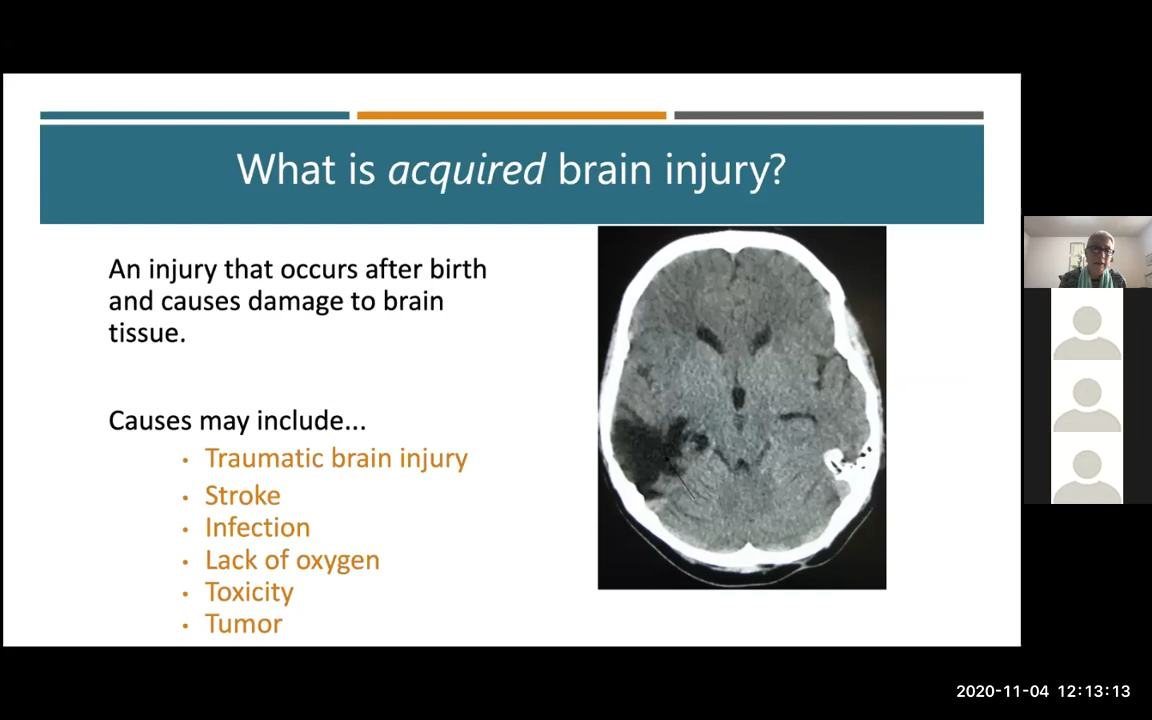 What is acquired brain injury?
An injury that occurs after birth
and causes damage to brain
tissue.
Causes may include...
• Traumatic brain injury
• Stroke
• Infection
• Lack of oxygen
• Toxicity
• Tumor
2020-11-04 12:13:13